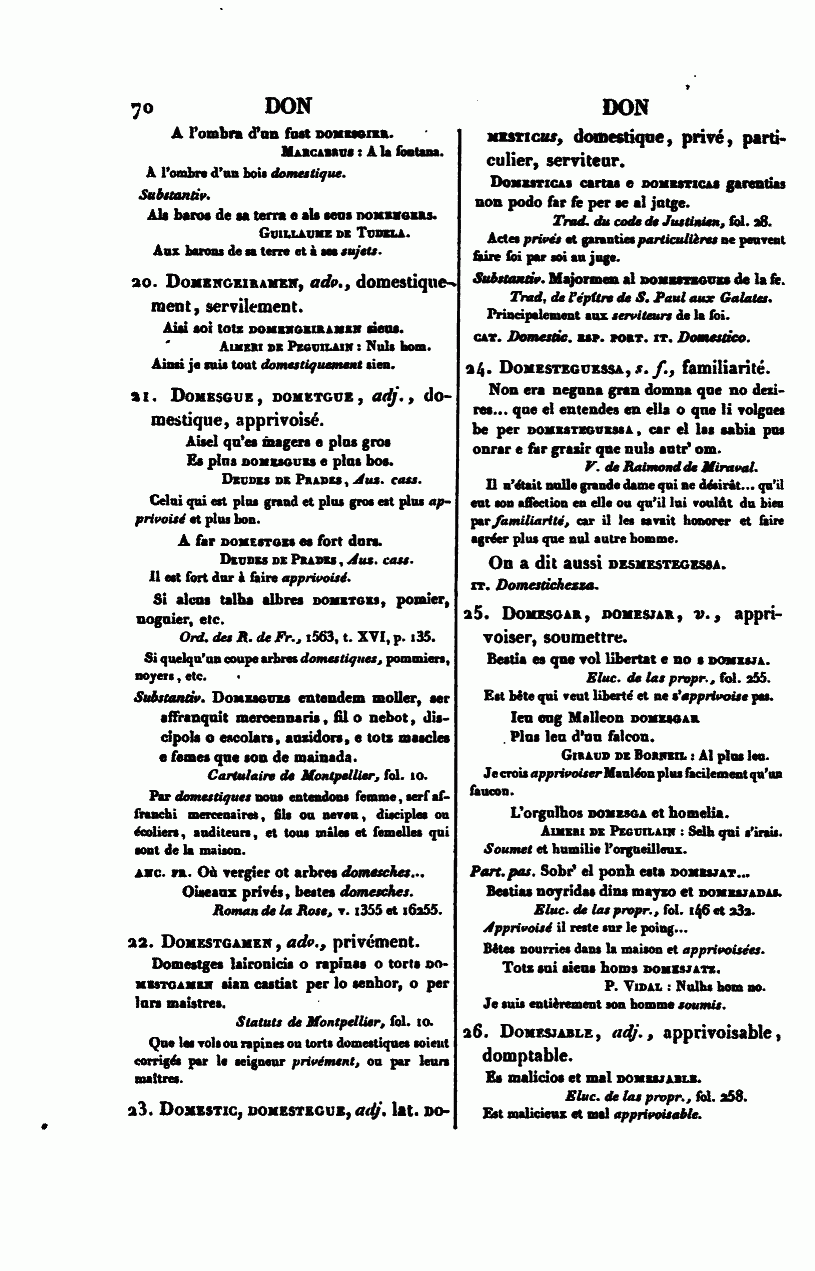 70
DON
A l'ombra d'un fust DOMESGIER.
MARCABRUS : A la fontana.
A l'ombre d'un bois domestique.
Substantiv.
Als baros de sa terra e als seus DOMENGERS.
GUILLAUME DE TUDELA.
Aux barons de sa terre et à ses sujets.
20. DOMENGEIRAMEN, adv., domestique-
ment, servilement.
Aisi soi totz DOMENGEIRAMEN sieus.
AIMERI DE PEGUILAIN : Nuls hom.
Ainsi je suis tout domestiquement sien.
21. DOMESGUE, DOMETGUE, adj., do-
mestique, apprivoisé.
Aisel qu'es magers e plus gros
Es plus DOMESGUES e plus bos.
DEUDES DE PRADES, Aus. cass.
Celui qui est plus grand et plus gros est plus ap-
privoisé et plus bon.
A far DOMESTGES es fort durs.
DEUDES DE PRADES, Aus. cass.
Il est fort dur à faire apprivoisé.
Si alcus talha albres DOMETGES, pomier,
noguier, etc.
Ord. des R. de Fr., 1563, t. XVI, p. 135.
Si quelqu'un coupe arbres domestiques, pommiers,
noyers, etc.
Substantiv. DOMESGUES entendem moller, ser
affranquit mercennaris, fil o nebot, dis-
cipols o escolars, auzidors, e totz mascles
e femes que son de mainada.
Cartulaire de Montpellier, fol. 10.
Par domestiques nous entendons femme, serf af-
franchi mercenaires, fils ou neveu, disciples ou
écoliers, auditeurs, et tous mâles et femelles qui
sont de la maison.
ANC. FR. Où vergier ot arbres domesches...
Oiseaux privés, bestes domesches.
Roman de la Rose, v. 1355 et 16255.
22. DOMESTGAMEN, adv., privément.
Domestges laironicis o rapinas o torts DO-
MESTGAMEN sian castiat per lo senhor, o per
lurs maistres.
Statuts de Montpellier, fol. 10.
Que les vols ou rapines ou torts domestiques soient
corrigés par le seigneur privément, ou par leurs
maîtres.
23. DOMESTIC, DOMESTEGUE, adj. lat. DO-
DON
MESTICUS, domestique, privé, parti-
culier, serviteur.
DOMESTICAS cartas e DOMESTICAS garentias
non podo far fe per se al jutge.
Trad. du code de Justinien, fol. 28.
Actes privés et garanties particulières ne peuvent
faire foi par soi au juge.
Substantiv. Majormen al DOMESTEGUES de la fe.
Trad. de l'épître de S. Paul aux Galates.
Principalement aux serviteurs de la foi.
CAT. Domestic. ESP. PORT. IT. Domestico.
24. DOMESTEGUESSA, s. f., familiarité.
Non era neguna gran domna que no dezi-
res... que el entendes en ella o que li volgues
be per DOMESTEGUESSA, car el las sabia pus
onrar e far grazir que nuls autr' om.
V. de Raimond de Miraval.
Il n'était nulle grande dame qui ne désirât... qu'il
eut son affection en elle ou qu'il lui voulût du bien
par familiarité, car il les savait honorer et faire
agréer plus que nul autre homme.
On a dit aussi DESMESTEGESSA.
IT. Domestichezza.
25. DOMESGAR, DOMESJAR, v., appri-
voiser, soumettre.
Bestia es que vol libertat e no s DOMESJA.
Eluc. de las propr., fol. 255.
Est bête qui veut liberté et ne s'apprivoise pas.
Ieu cug Malleon DOMESGAR
Plus leu d'un falcon.
GIRAUD DE BORNEIL : Al plus leu.
Je crois apprivoiser Mauléon plus facilement qu'un
faucon.
L'orgulhos DOMESGA et homelia.
AIMERI DE PEGUILAIN : Selh qui s'irais.
Soumet et humilie l'orgueilleux.
Part. pas. Sobr' el ponh esta DOMESJAT...
Bestias noyridas dins mayzo et DOMESJADAS.
Eluc. de las propr., fol. 146 et 232.
Apprivoisé il reste sur le poing...
Bêtes nourries dans la maison et apprivoisées.
Totz sui sieus homs DOMESJATZ.
P. VIDAL : Nulhs hom no.
Je suis entièrement son homme soumis.
26. DOMESJABLE, adj., apprivoisable,
domptable.
Es malicios et mal DOMESJABLE.
Eluc. de las propr., fol. 258.
Est malicieux et mal apprivoisable.